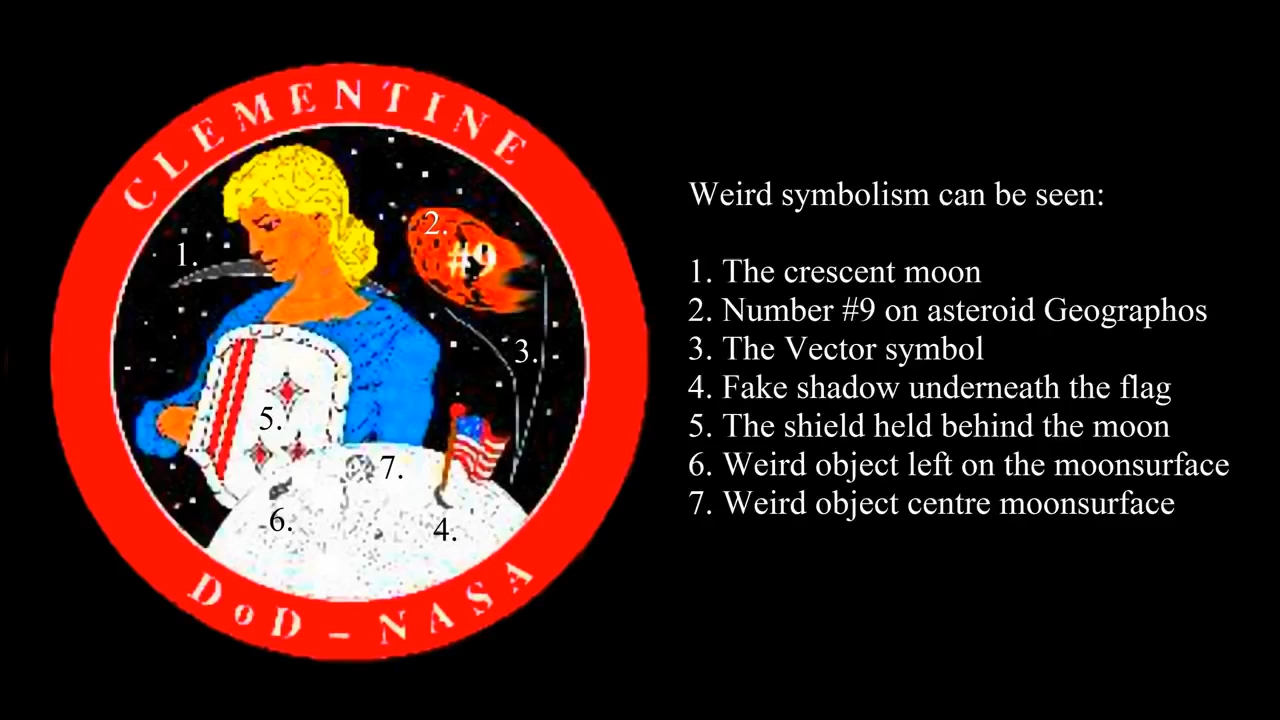 CLEMENTINE
1.
2.
#9
3.
5.
7.
6.
4.
DoD – NASA
Weird symbolism can be seen:
1. The crescent moon
2. Number #9 on asteroid Geographos
3. The Vector symbol
4. Fake shadow underneath the flag
5. The shield held behind the moon
6. Weird object left on the moonsurface
7. Weird object centre moonsurface